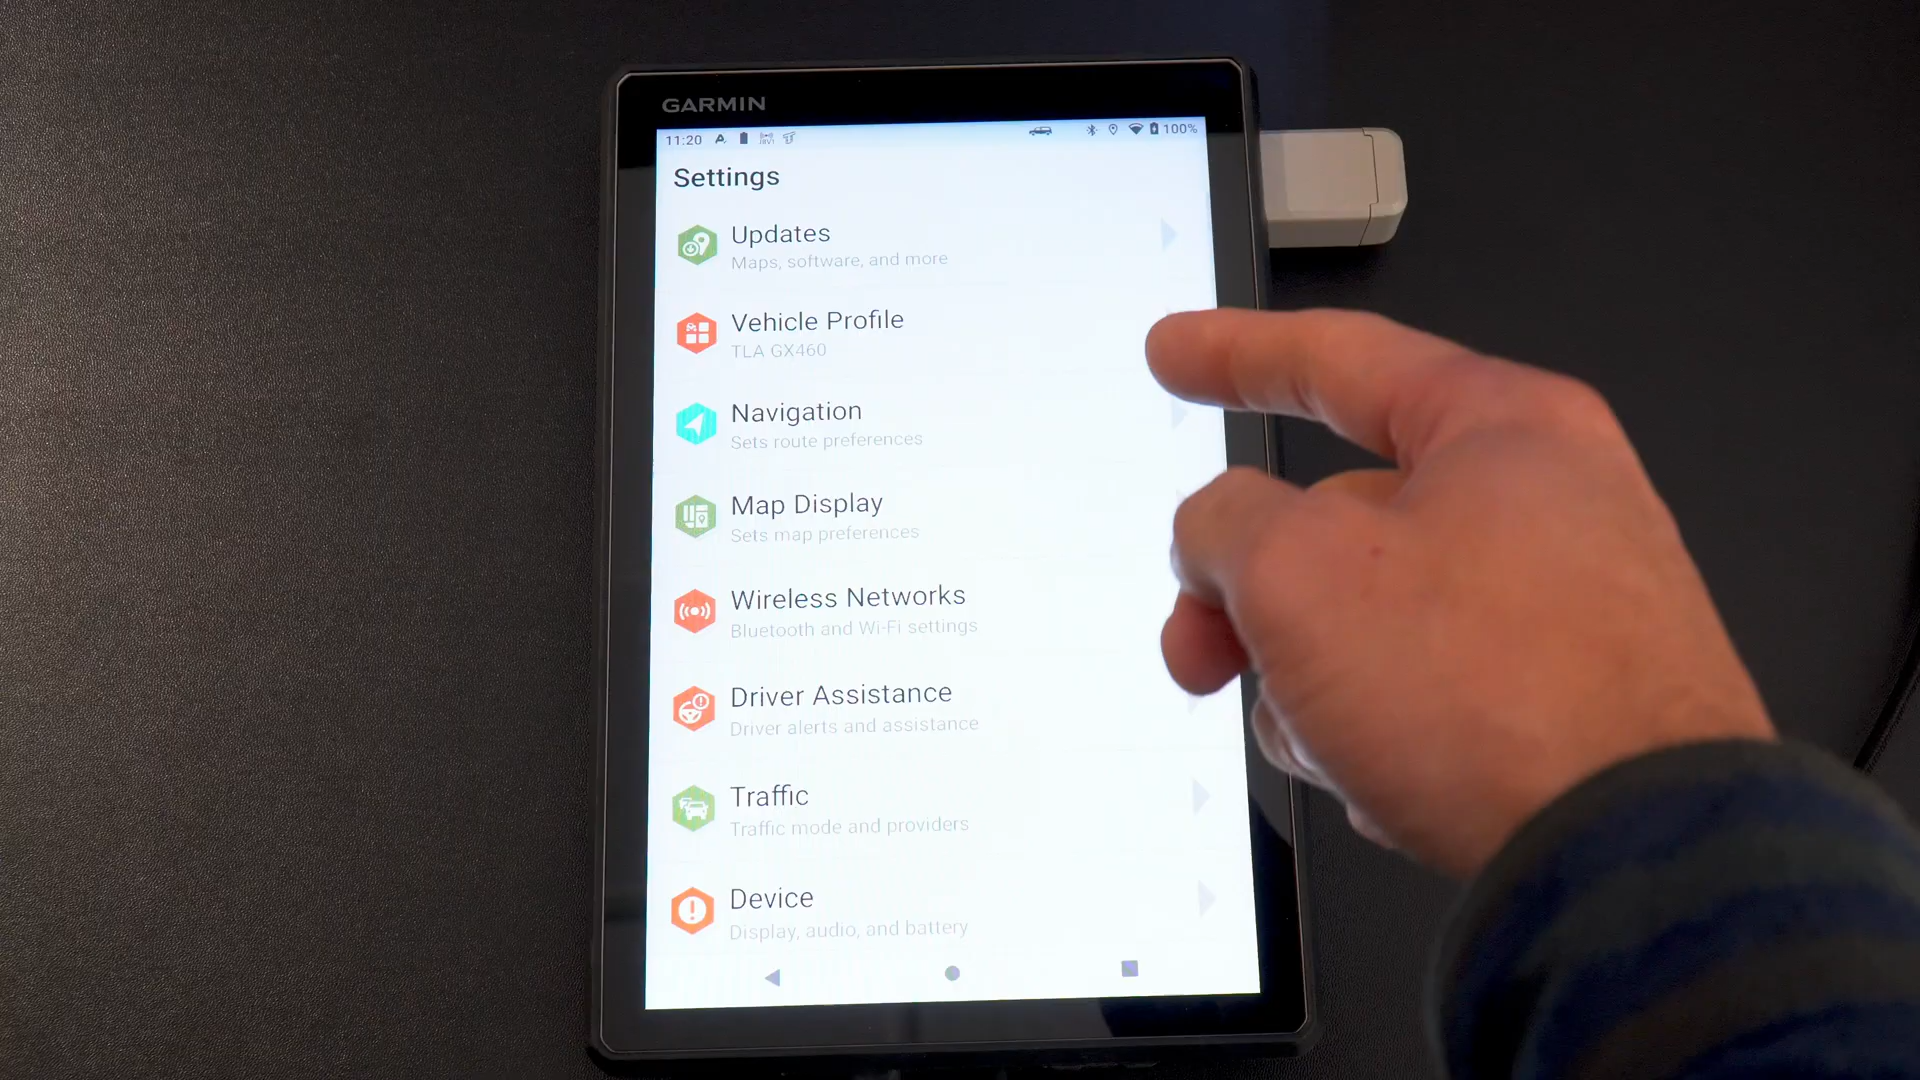 GARMIN
11:20
100%
Settings
Updates
Maps, software, and more
Vehicle Profile
TLA GX460
Navigation
Sets route preferences
Map Display
Sets map preferences
Wireless Networks
Bluetooth and Wi-Fi settings
Driver Assistance
Driver alerts and assistance
Traffic
Traffic mode and providers
Device
Display, audio, and battery